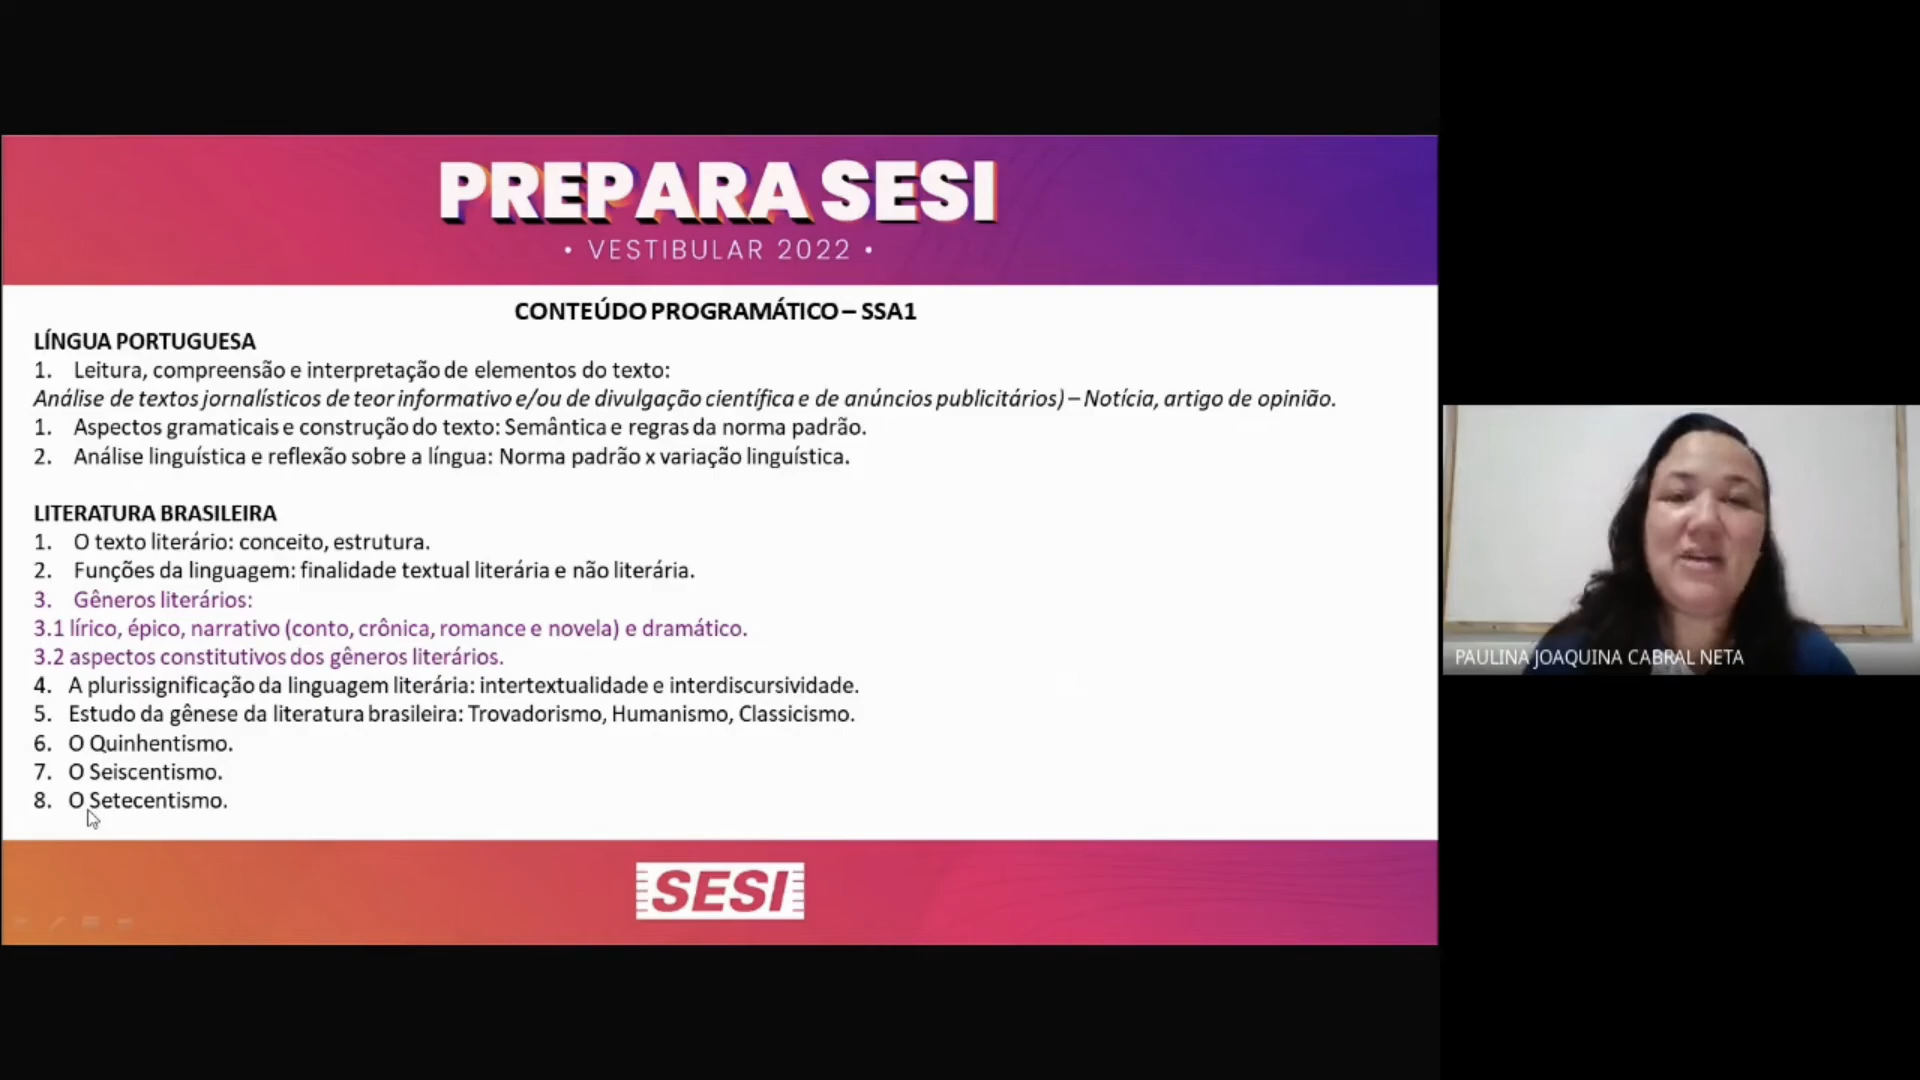 PREPARA SESI
• VESTIBULAR 2022 •
CONTEÚDO PROGRAMÁTICO – SSA1
LÍNGUA PORTUGUESA
1. Leitura, compreensão e interpretação de elementos do texto:
Análise de textos jornalísticos de teor informativo e/ou de divulgação científica e de anúncios publicitários) – Notícia, artigo de opinião.
1. Aspectos gramaticais e construção do texto: Semântica e regras da norma padrão.
2. Análise linguística e reflexão sobre a língua: Norma padrão x variação linguística.
LITERATURA BRASILEIRA
1. O texto literário: conceito, estrutura.
2. Funções da linguagem: finalidade textual literária e não literária.
3. Gêneros literários:
3.1 lírico, épico, narrativo (conto, crônica, romance e novela) e dramático.
3.2 aspectos constitutivos dos gêneros literários.
4. A plurissignificação da linguagem literária: intertextualidade e interdiscursividade.
5. Estudo da gênese da literatura brasileira: Trovadorismo, Humanismo, Classicismo.
6. O Quinhentismo.
7. O Seiscentismo.
8. O Setecentismo.
SESI
PAULINA JOAQUINA CABRAL NETA